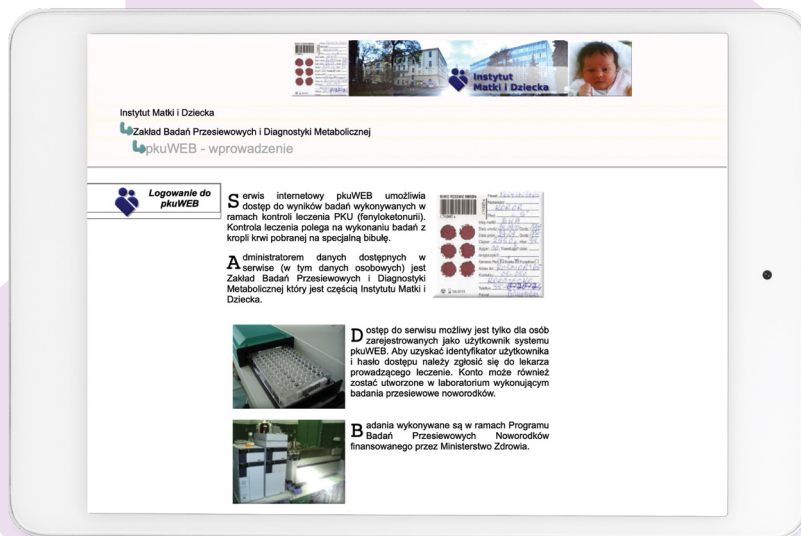 Instytut
Matki i Dziecka
Instytut Matki i Dziecka
Zakład Badań Przesiewowych i Diagnostyki Metabolicznej
pkuWEB - wprowadzenie
Logowanie do
pkuWEB
Serwis internetowy pkuWEB umożliwia
dostęp do wyników badań wykonywanych w
ramach kontroli leczenia PKU (fenyloketonurii).
Kontrola leczenia polega na wykonaniu badań z
kropli krwi pobranej na specjalną bibułę.
Administratorem danych dostępnych w
serwise (w tym danych osobowych) jest
Zakład Badań Przesiewowych i Diagnostyki
Metabolicznej który jest częścią Instytutu Matki i
Dziecka.
Dostęp do serwisu możliwy jest tylko dla osób
zarejestrowanych jako użytkownik systemu
pkuWEB. Aby uzyskać identyfikator użytkownika
i hasło dostępu należy zgłosić się do lekarza
prowadzącego leczenie. Konto może również
zostać utworzone w laboratorium wykonującym
badania przesiewowe noworodków.
Badania wykonywane są w ramach Programu
Badań Przesiewowych Noworodków
finansowanego przez Ministerstwo Zdrowia.